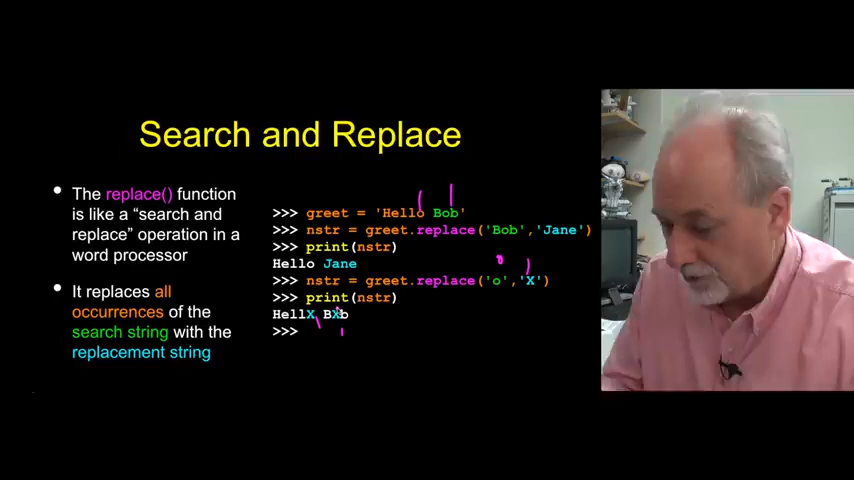 Search and Replace
• The replace() function
is like a “search and
replace” operation in a
word processor
• It replaces all
occurrences of the
search string with the
replacement string
>>> greet = 'Hello Bob'
>>> nstr = greet.replace('Bob','Jane')
>>> print(nstr)
Hello Jane
>>> nstr = greet.replace('o','X')
>>> print(nstr)
HellX BXb
>>>